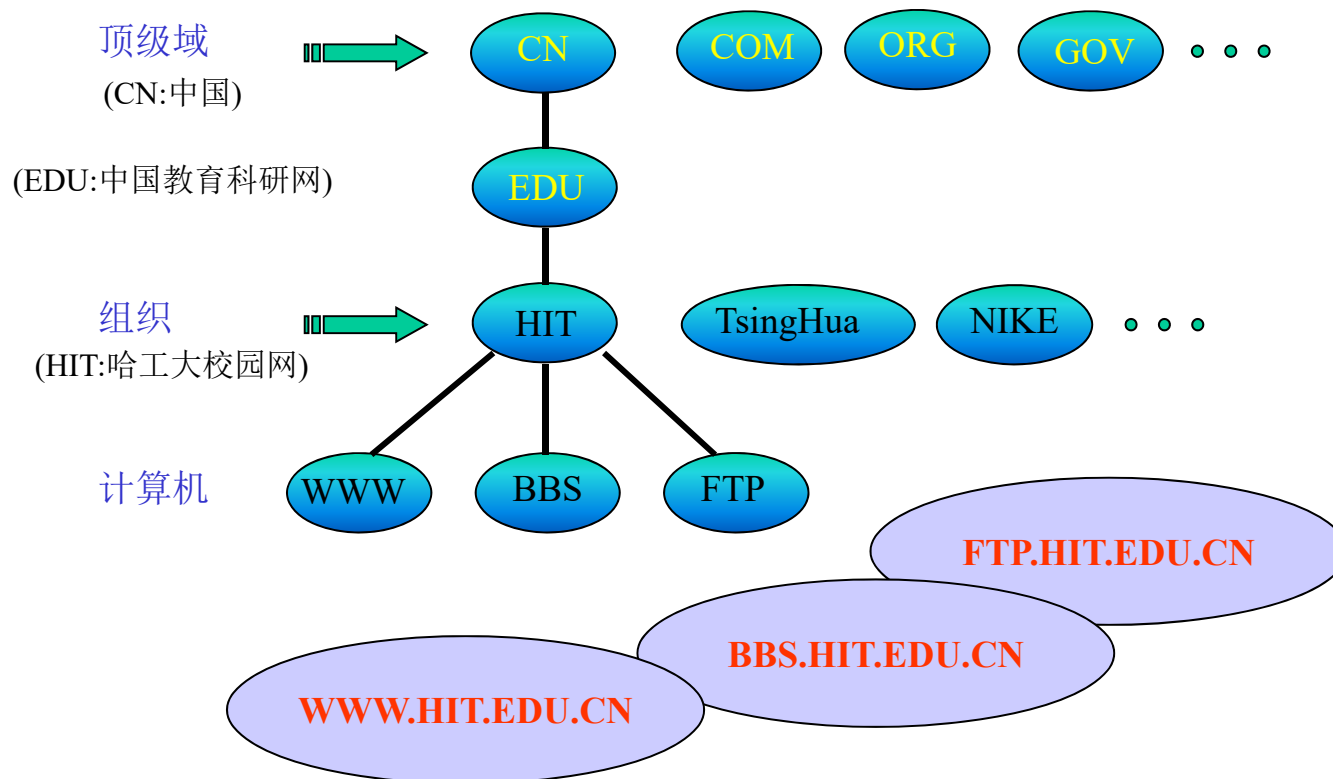 顶级域
CN
COM
ORG
GOV
(CN:中国)
(EDU:中国教育科研网)
EDU
组织
HIT
TsingHua
NIKE
(HIT:哈工大校园网)
计算机
WWW
BBS
FTP
FTP.HIT.EDU.CN
BBS.HIT.EDU.CN
WWW.HIT.EDU.CN